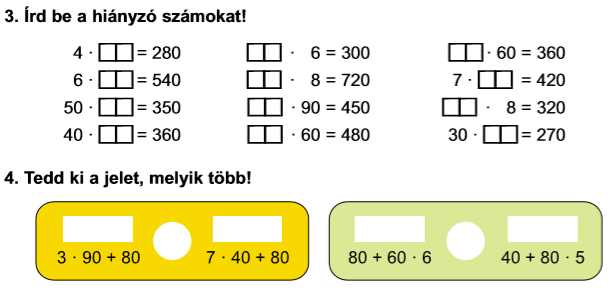 3. Írd be a hiányzó számokat!
4 · □□ = 280 □□ · 6 = 300 □□ · 60 = 360
6 · □□ = 540 □□ · 8 = 720 7 · □□ = 420
50 · □□ = 350 □□ · 90 = 450 □□ · 8 = 320
40 · □□ = 360 □□ · 60 = 480 30 · □□ = 270
4. Tedd ki a jelet, melyik több!
3 · 90 + 80 7 · 40 + 80 80 + 60 · 6 40 + 80 · 5